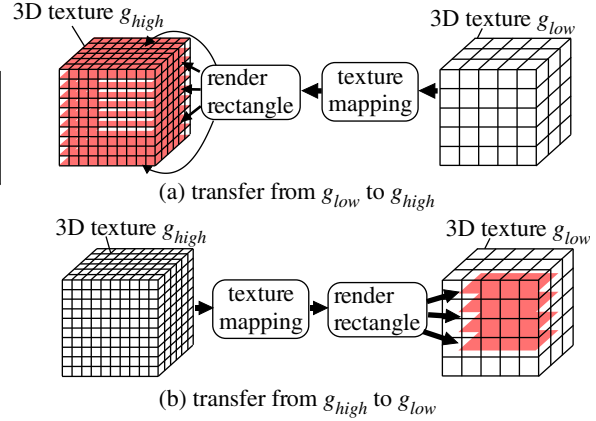 3D texture g_high
3D texture g_low
render
rectangle
texture
mapping
(a) transfer from g_low to g_high
3D texture g_high
3D texture g_low
texture
mapping
render
rectangle
(b) transfer from g_high to g_low